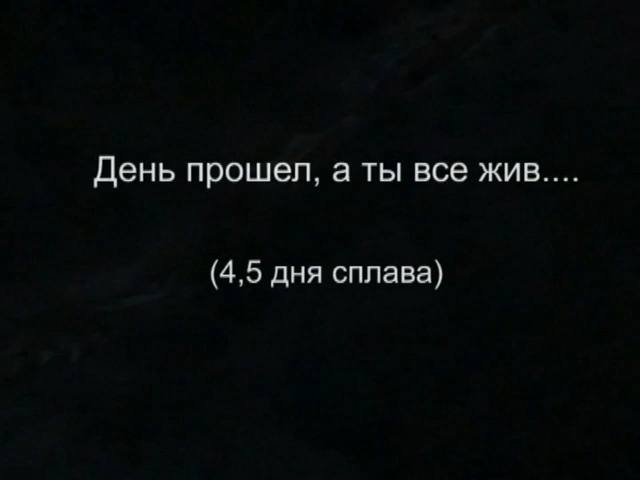 День прошел, а ты все жив....
(4,5 дня сплава)